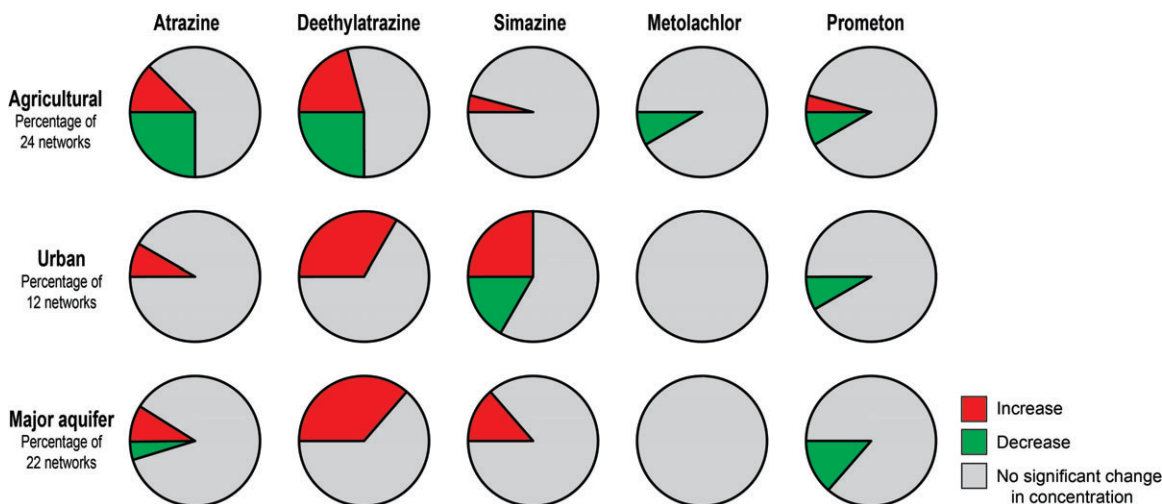 Atrazine
Deethylatrazine
Simazine
Metolachlor
Prometon
Agricultural
Percentage of
24 networks
Urban
Percentage of
12 networks
Major aquifer
Percentage of
22 networks
Increase
Decrease
No significant change
in concentration